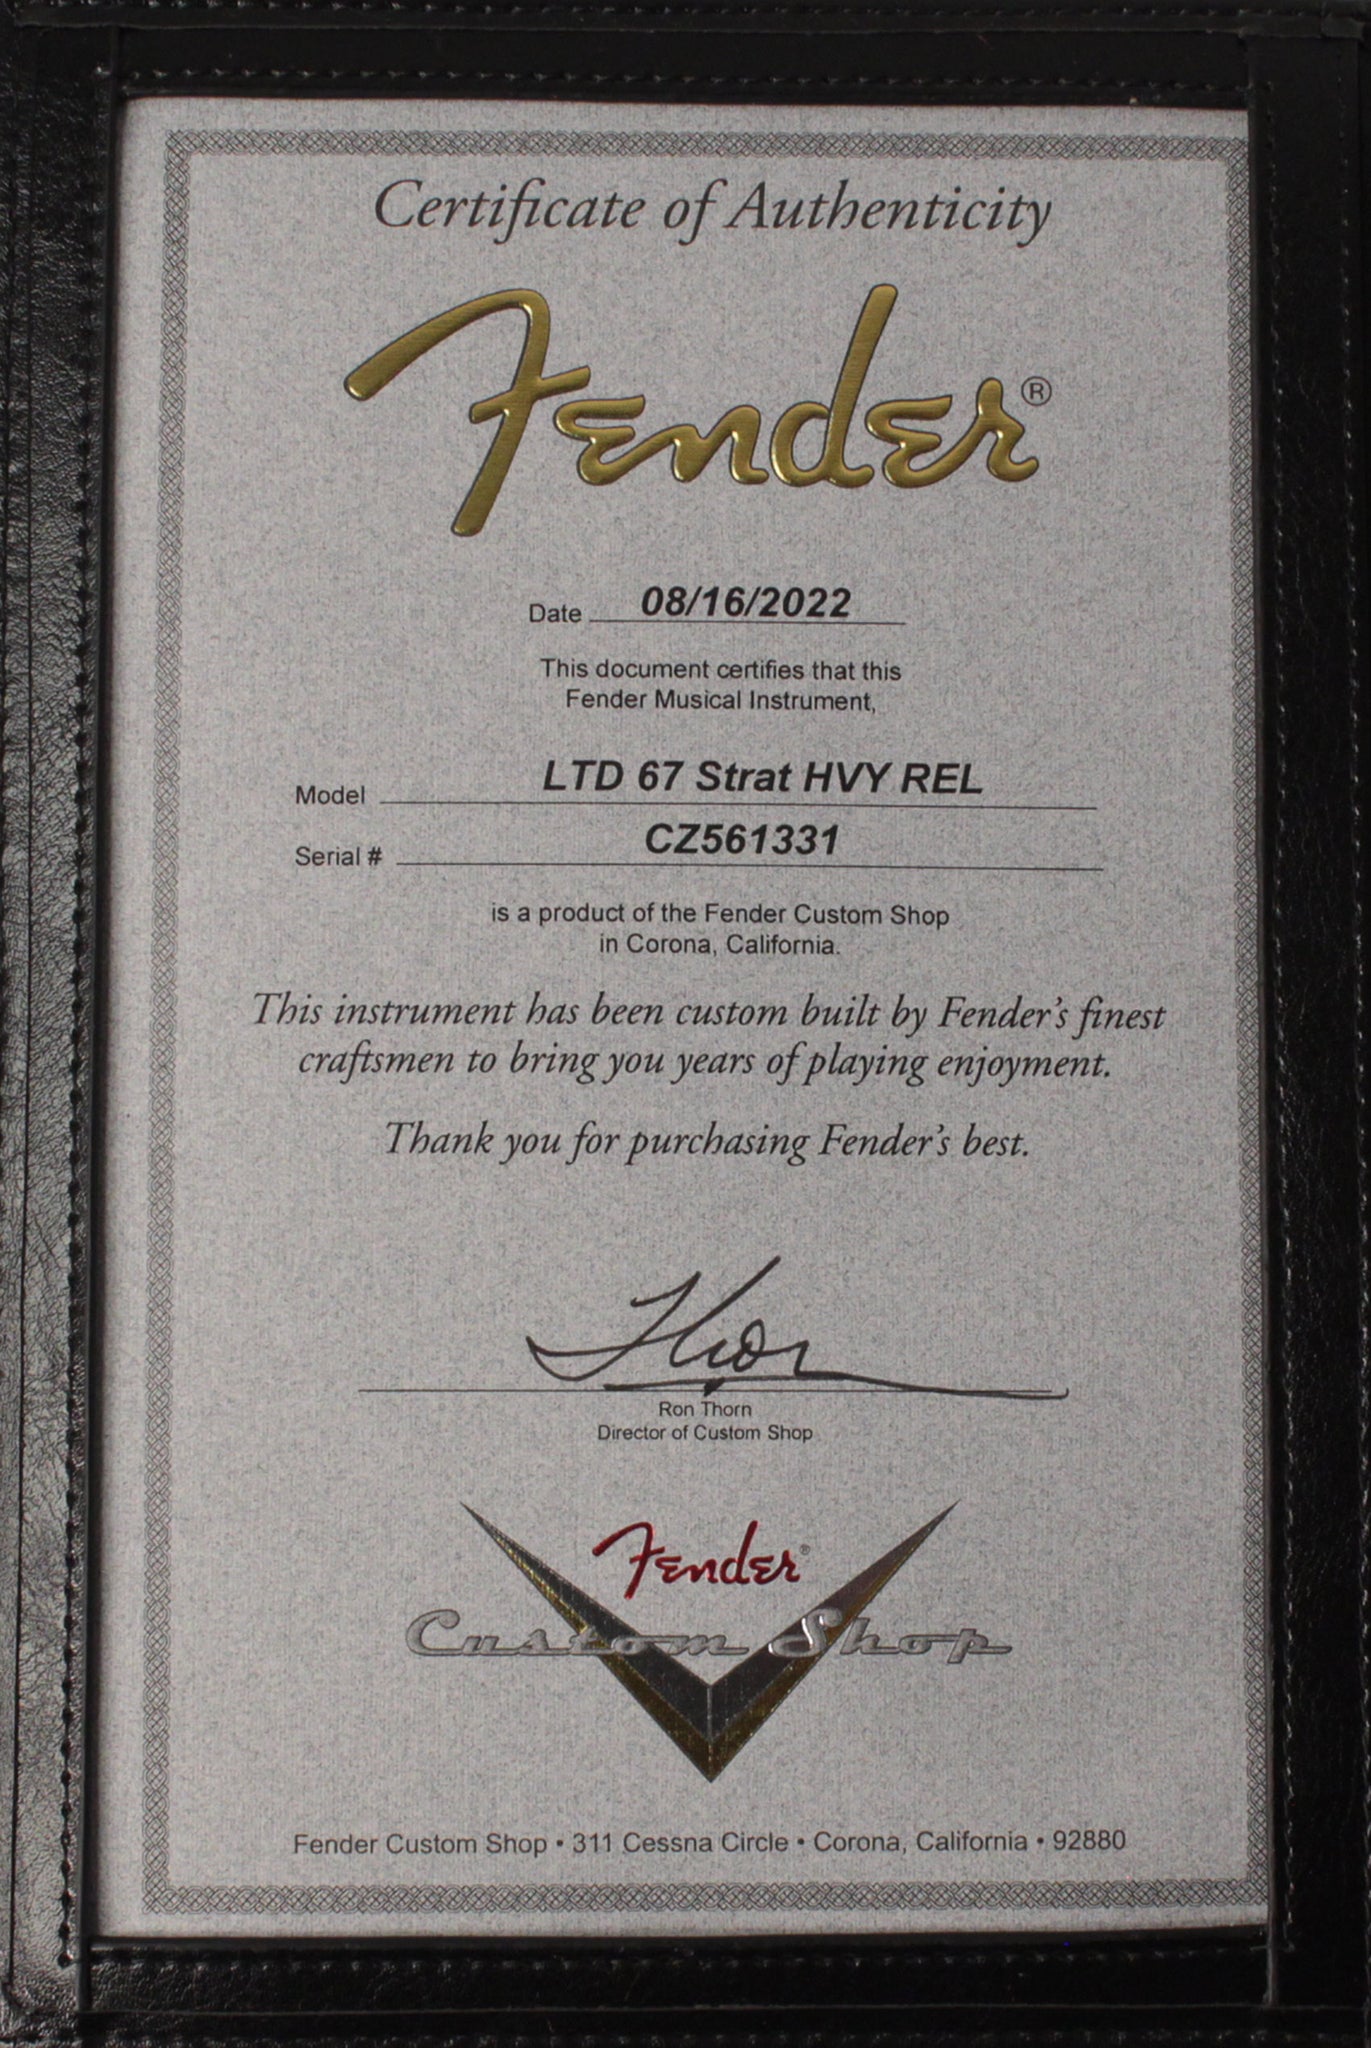 Certificate of Authenticity
Fender®
Date 08/16/2022
This document certifies that this
Fender Musical Instrument,
Model LTD 67 Strat HVY REL
Serial # CZ561331
is a product of the Fender Custom Shop
in Corona, California.
This instrument has been custom built by Fender's finest
craftsmen to bring you years of playing enjoyment.
Thank you for purchasing Fender's best.
Thorn
Ron Thorn
Director of Custom Shop
Fender®
Custom Shop
Fender Custom Shop • 311 Cessna Circle • Corona, California • 92880